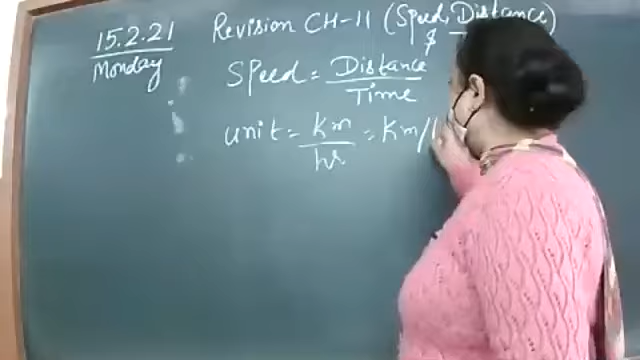 15.2.21
Monday
Revision CH-11 (Speed, Distance)
&
Speed = Distance
Time
unit = Km = Km/
hr